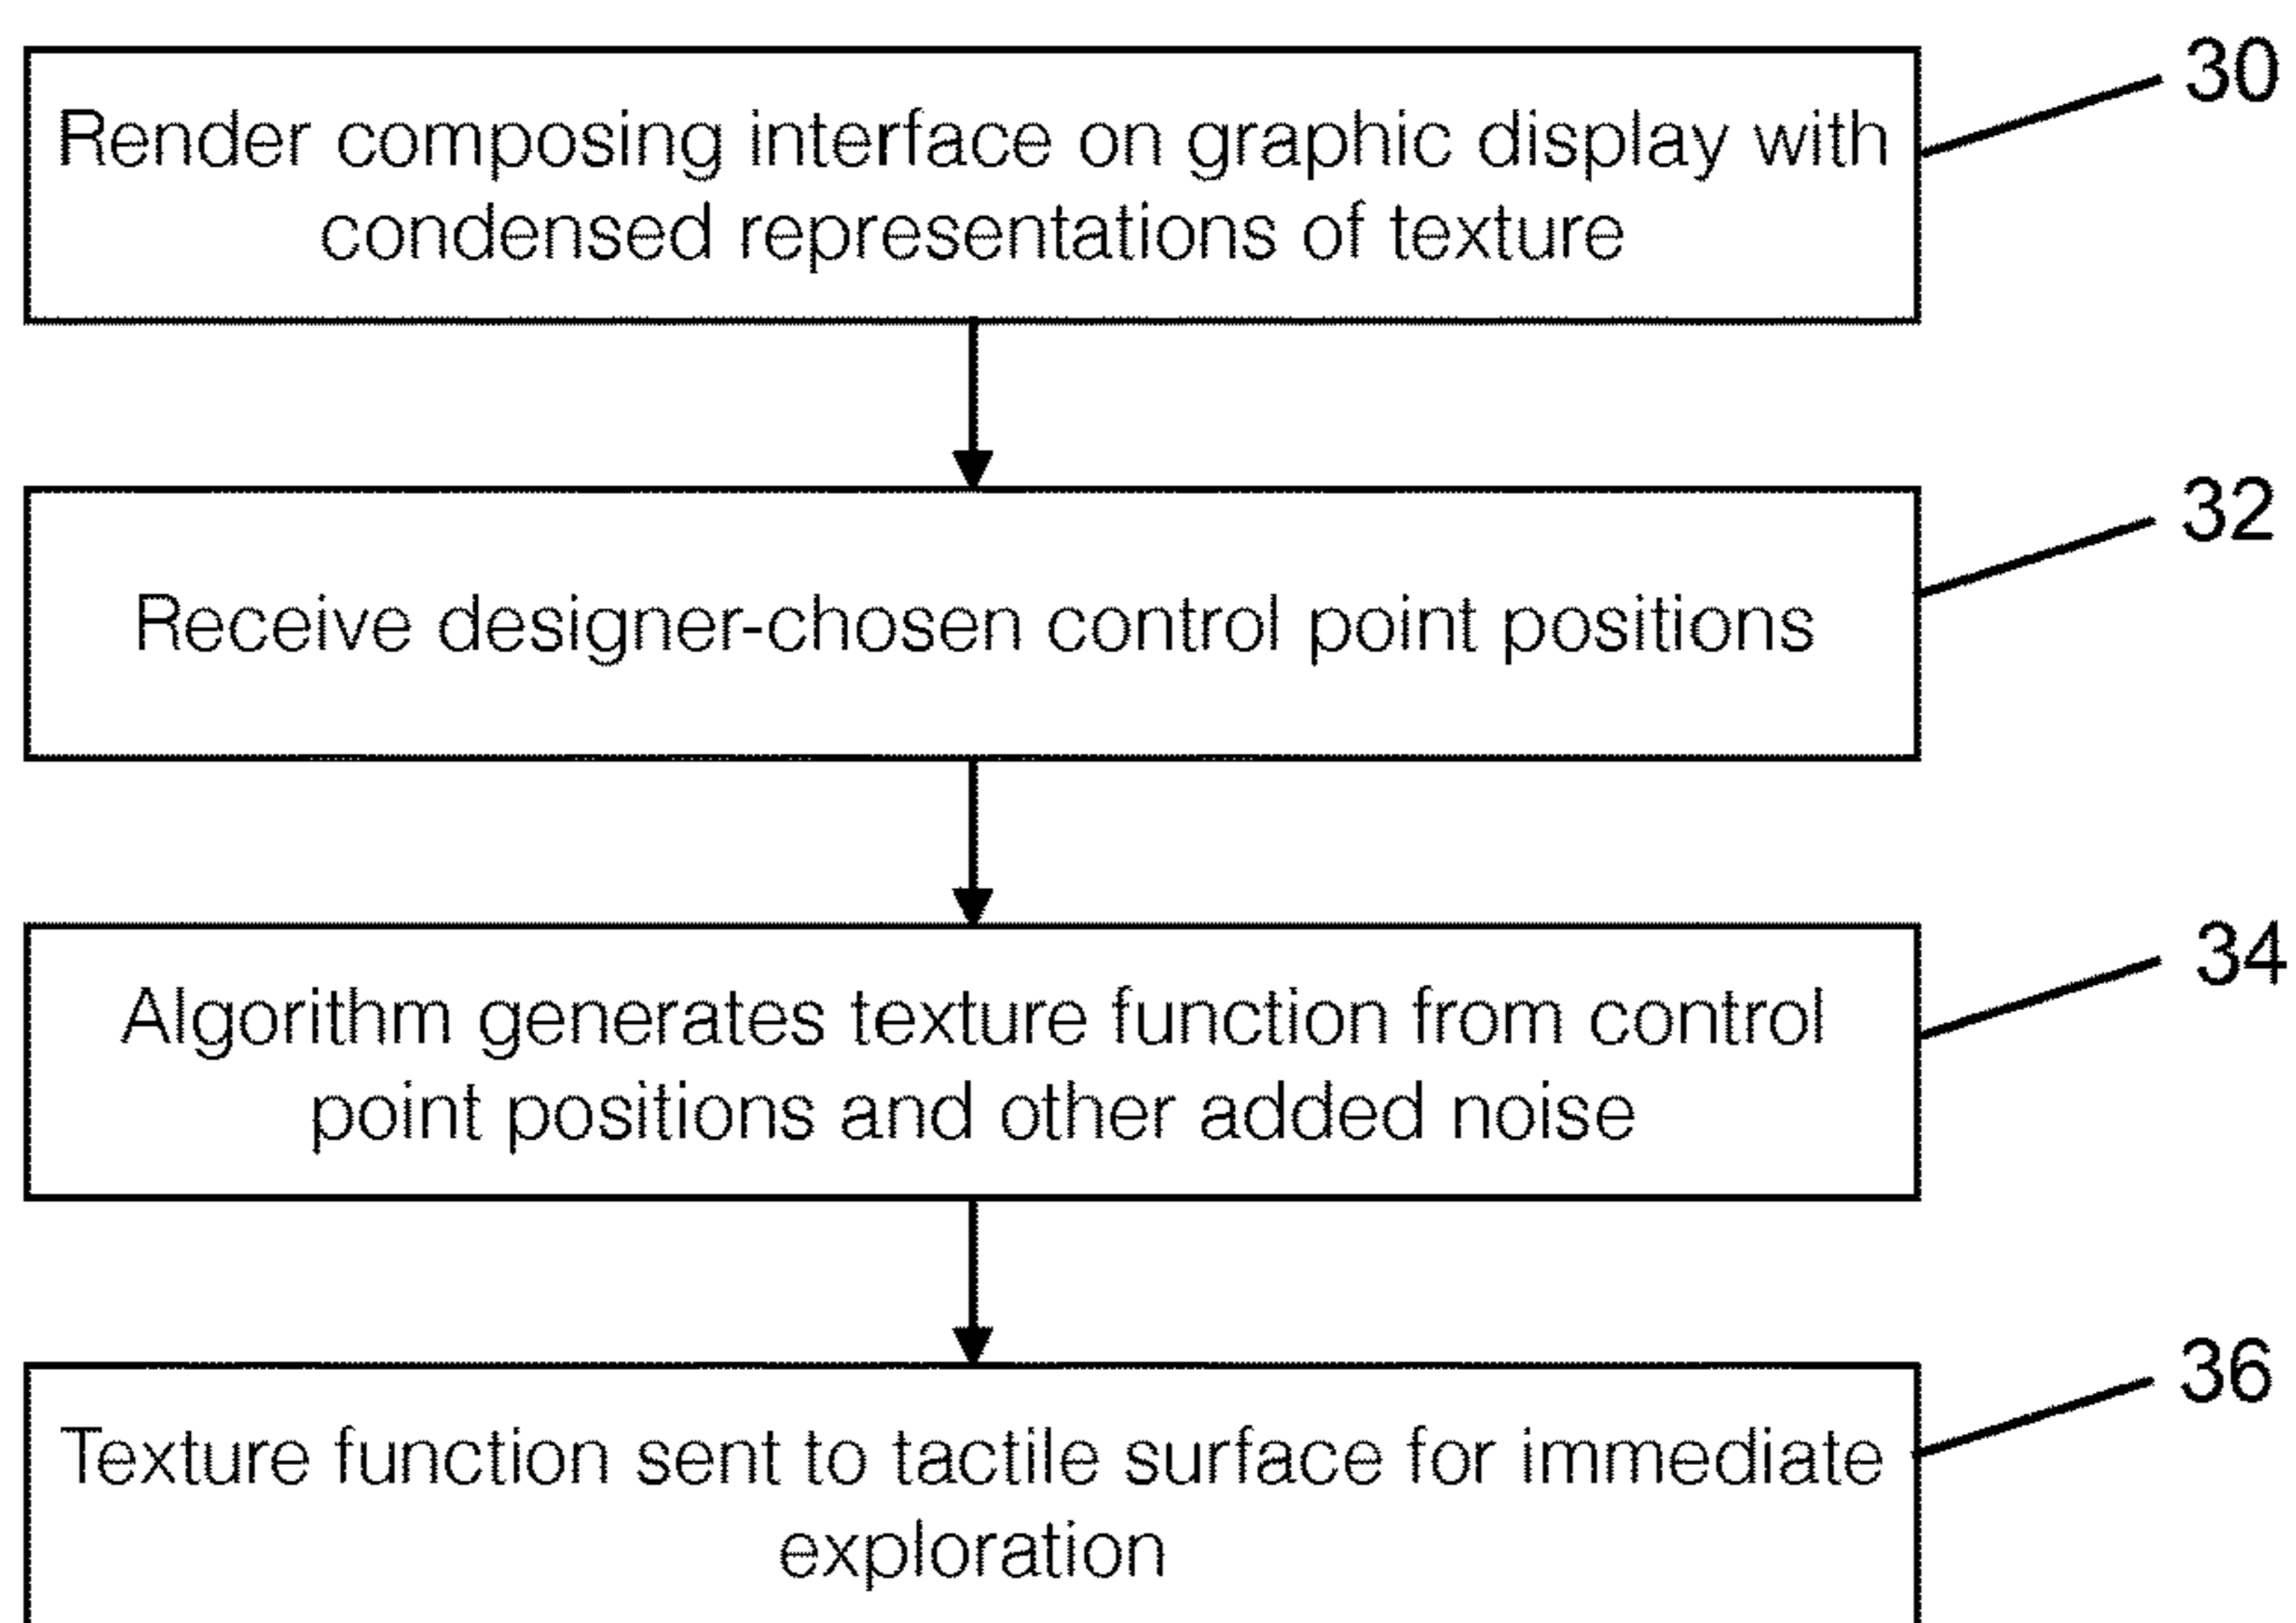 Render composing interface on graphic display with
condensed representations of texture
30
Receive designer-chosen control point positions
32
Algorithm generates texture function from control
point positions and other added noise
34
Texture function sent to tactile surface for immediate
exploration
36